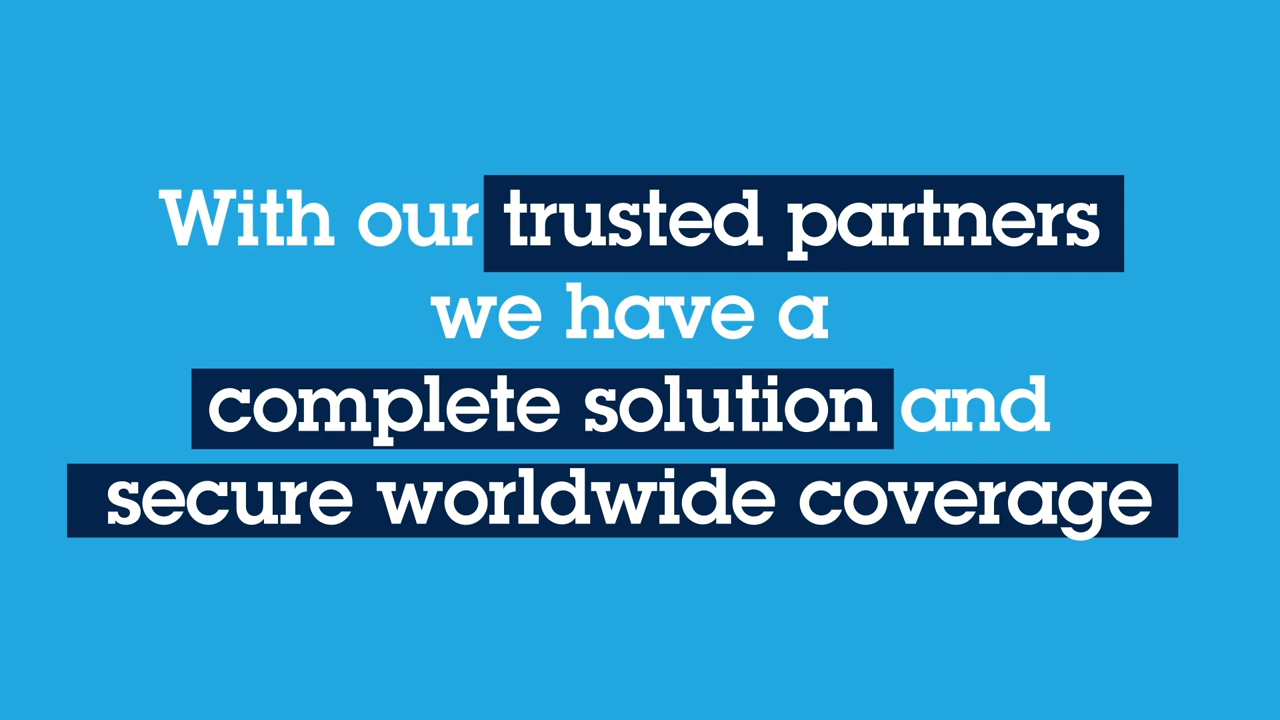 With our trusted partners
we have a
complete solution and
secure worldwide coverage